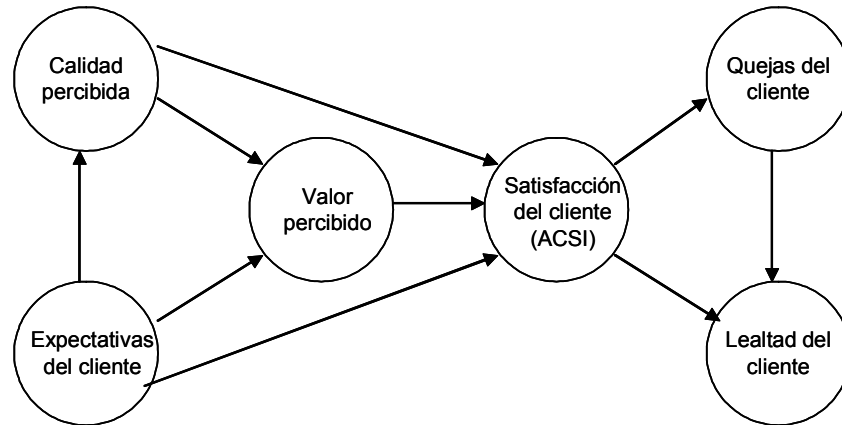 Calidad
percibida
Quejas del
cliente
Valor
percibido
Satisfacción
del cliente
(ACSI)
Expectativas
del cliente
Lealtad del
cliente